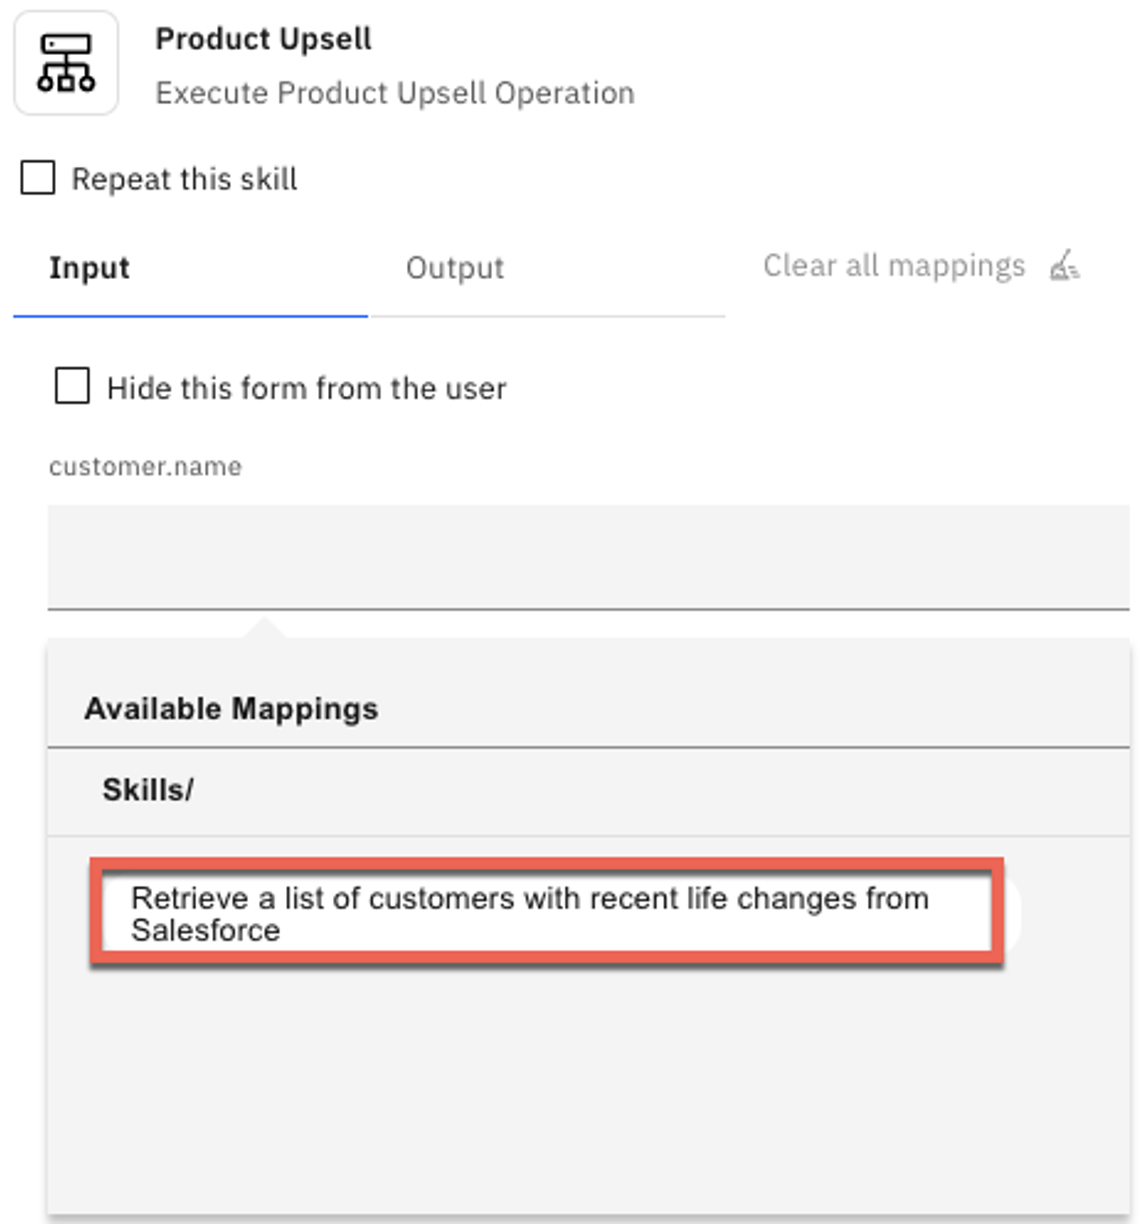 Product Upsell
Execute Product Upsell Operation
Repeat this skill
Input
Output
Clear all mappings
Hide this form from the user
customer.name
Available Mappings
Skills/
Retrieve a list of customers with recent life changes from
Salesforce